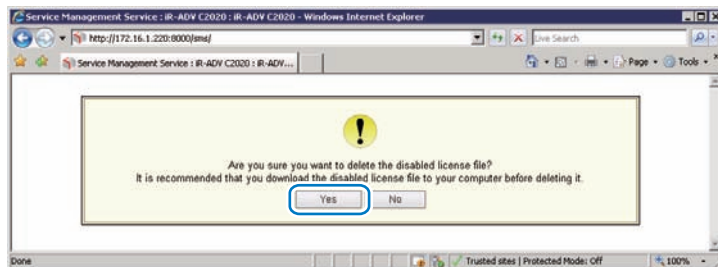 Service Management Service : iR-ADV C2020 : iR-ADV C2020 - Windows Internet Explorer
http://172.16.1.220:8000/sms/
Live Search
Service Management Service : iR-ADV C2020 : iR-ADV...
Page
Tools
!
Are you sure you want to delete the disabled license file?
It is recommended that you download the disabled license file to your computer before deleting it.
Yes
No
Done
Trusted sites | Protected Mode: Off
100%